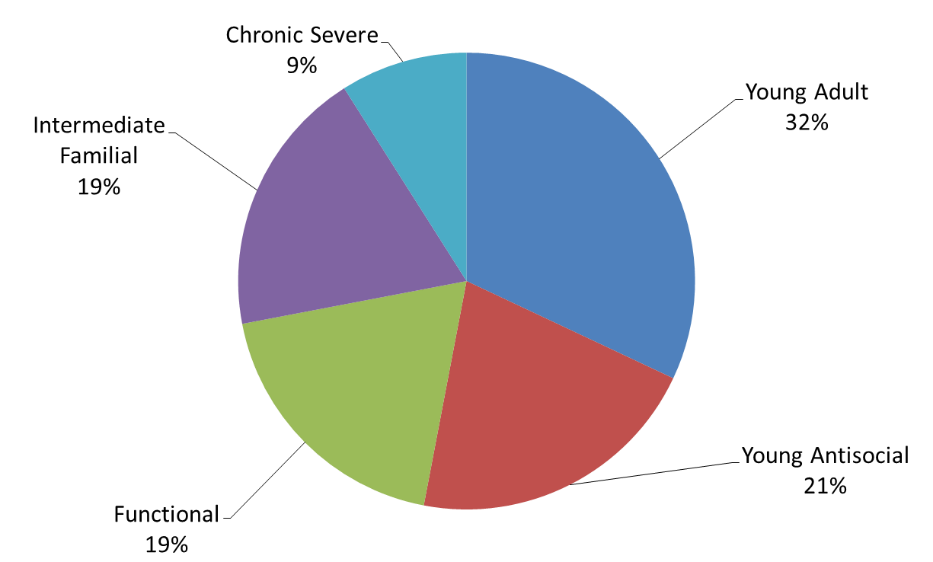 Chronic Severe
9%
Young Adult
32%
Intermediate
Familial
19%
Young Antisocial
21%
Functional
19%